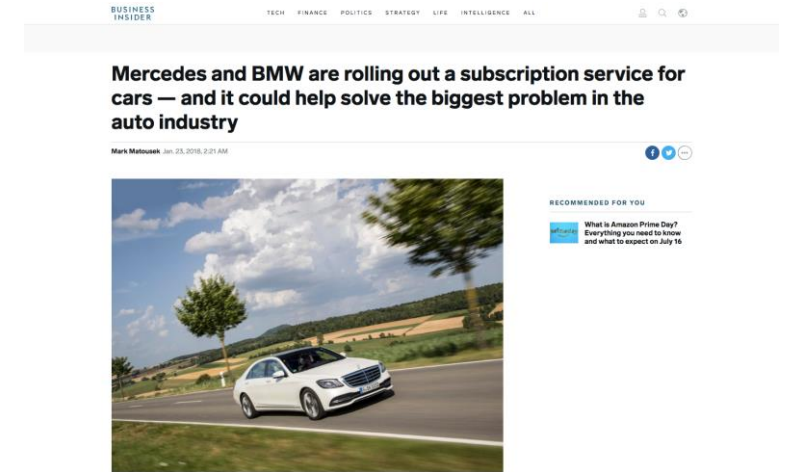 BUSINESS
INSIDER
TECH FINANCE POLITICS STRATEGY LIFE INTELLIGENCE ALL
Mercedes and BMW are rolling out a subscription service for
cars — and it could help solve the biggest problem in the
auto industry
Mark Matousek Jan. 23, 2018, 2:21 AM
RECOMMENDED FOR YOU
What is Amazon Prime Day?
Everything you need to know
and what to expect on July 16